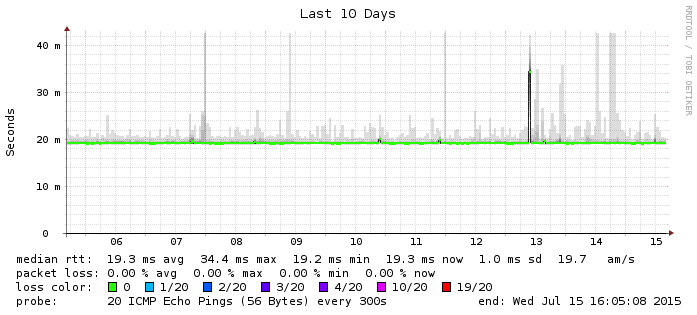 Last 10 Days
RRDTOOL / TOBI OETIKER
Seconds
40 m
30 m
20 m
10 m
0
06 07 08 09 10 11 12 13 14 15
median rtt: 19.3 ms avg 34.4 ms max 19.2 ms min 19.3 ms now 1.0 ms sd 19.7 am/s
packet loss: 0.00 % avg 0.00 % max 0.00 % min 0.00 % now
loss color: 0 1/20 2/20 3/20 4/20 10/20 19/20
probe: 20 ICMP Echo Pings (56 Bytes) every 300s end: Wed Jul 15 16:05:08 2015